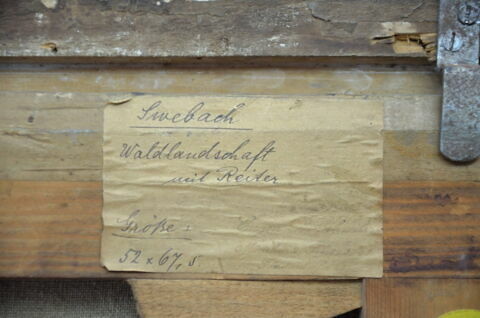 Swebach
Waldlandschaft
mit Reiter
Größe:
52 x 67,5